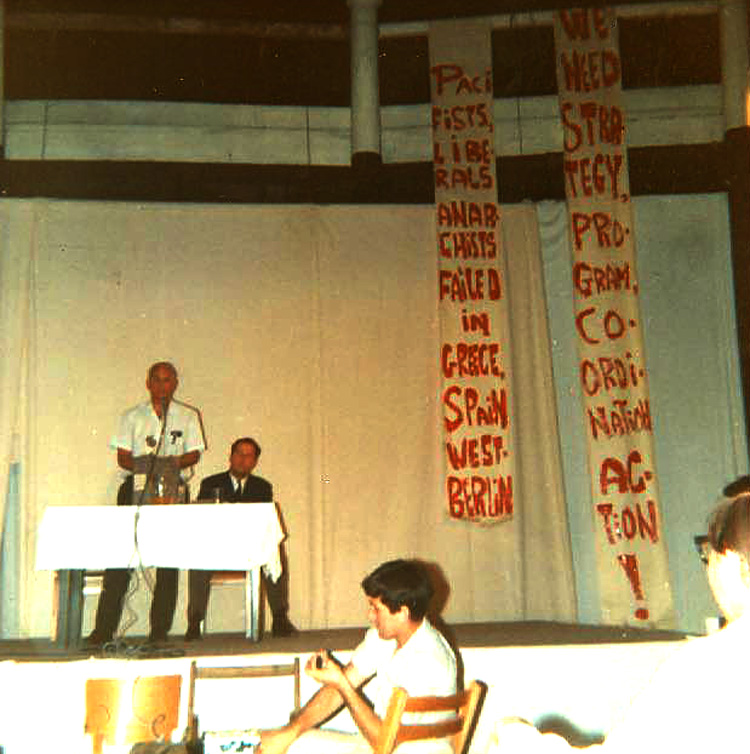 PACi
FiSTS,
LIBE-
RALS
ANAR-
CHiSTS
FAiLED
iN
GRECE,
SPAiN
WEST-
BERLiN
WE
NEED
STRA-
TEGY,
PRO-
GRAM,
CO-
ORDi-
NATiON
AC-
TiON
!